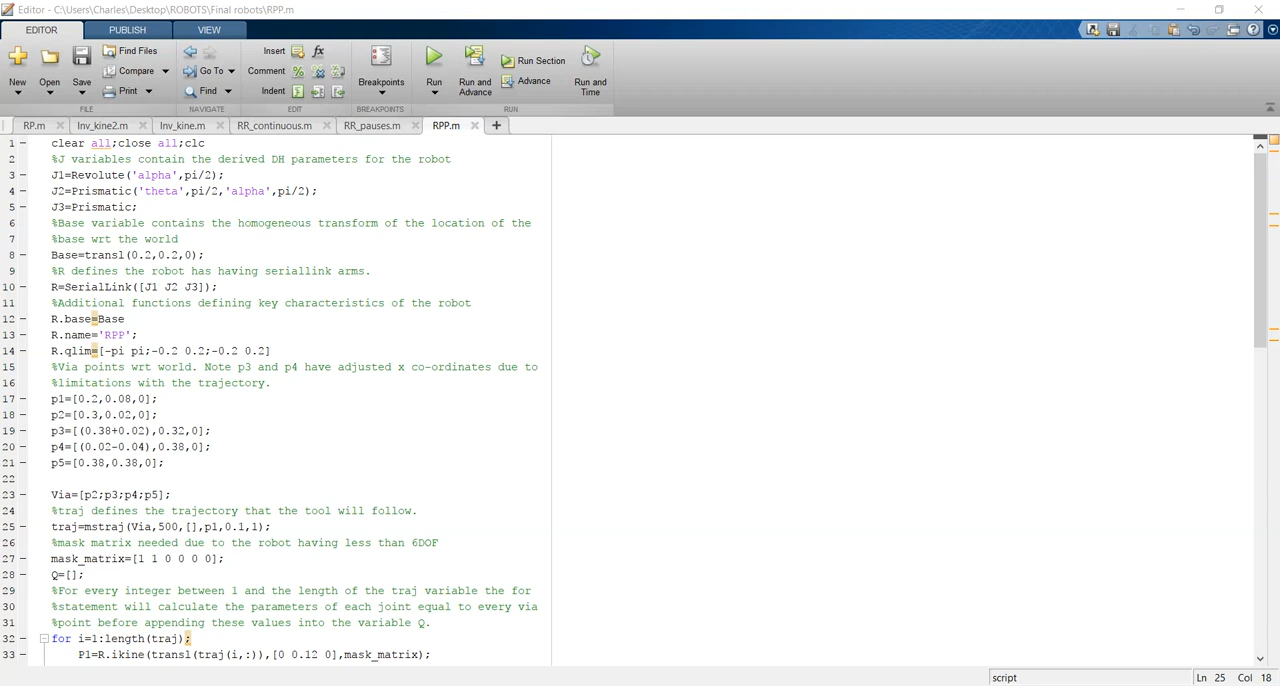 Editor - C:\Users\Charles\Desktop\ROBOTS\Final robots\RPP.m
EDITOR PUBLISH VIEW
New Open Save Find Files Compare Print
FILE
Go To Find
NAVIGATE
Insert fx
Comment
Indent
EDIT
Breakpoints
BREAKPOINTS
Run Run and Advance Run Section Advance Run and Time
RUN
RP.m Inv_kine2.m Inv_kine.m RR_continuous.m RR_pauses.m RPP.m
1 clear all;close all;clc
2 %J variables contain the derived DH parameters for the robot
3 J1=Revolute('alpha',pi/2);
4 J2=Prismatic('theta',pi/2,'alpha',pi/2);
5 J3=Prismatic;
6 %Base variable contains the homogeneous transform of the location of the
7 %base wrt the world
8 Base=transl(0.2,0.2,0);
9 %R defines the robot has having seriallink arms.
10 R=SerialLink([J1 J2 J3]);
11 %Additional functions defining key characteristics of the robot
12 R.base=Base
13 R.name='RPP';
14 R.qlim=[-pi pi;-0.2 0.2;-0.2 0.2]
15 %Via points wrt world. Note p3 and p4 have adjusted x co-ordinates due to
16 %limitations with the trajectory.
17 p1=[0.2,0.08,0];
18 p2=[0.3,0.02,0];
19 p3=[(0.38+0.02),0.32,0];
20 p4=[(0.02-0.04),0.38,0];
21 p5=[0.38,0.38,0];
22
23 Via=[p2;p3;p4;p5];
24 %traj defines the trajectory that the tool will follow.
25 traj=mstraj(Via,500,[],p1,0.1,1);
26 %mask matrix needed due to the robot having less than 6DOF
27 mask_matrix=[1 1 0 0 0 0];
28 Q=[];
29 %For every integer between 1 and the length of the traj variable the for
30 %statement will calculate the parameters of each joint equal to every via
31 %point before appending these values into the variable Q.
32 for i=1:length(traj);
33 P1=R.ikine(transl(traj(i,:)),[0 0.12 0],mask_matrix);
script Ln 25 Col 18